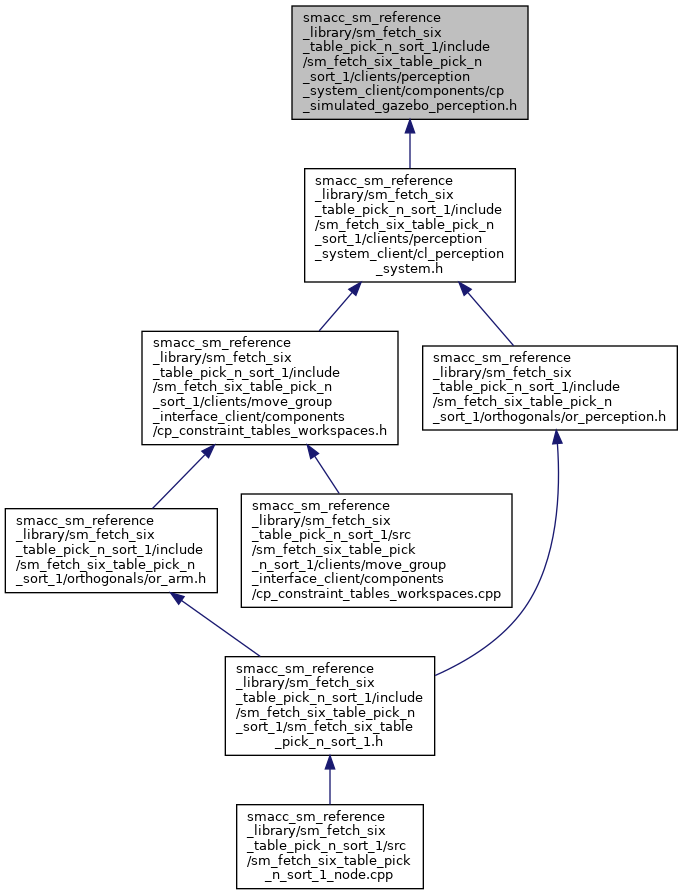 smacc_sm_reference
_library/sm_fetch_six
_table_pick_n_sort_1/include
/sm_fetch_six_table_pick_n
_sort_1/clients/perception
_system_client/components/cp
_simulated_gazebo_perception.h
smacc_sm_reference
_library/sm_fetch_six
_table_pick_n_sort_1/include
/sm_fetch_six_table_pick_n
_sort_1/clients/perception
_system_client/cl_perception
_system.h
smacc_sm_reference
_library/sm_fetch_six
_table_pick_n_sort_1/include
/sm_fetch_six_table_pick_n
_sort_1/clients/move_group
_interface_client/components
/cp_constraint_tables_workspaces.h
smacc_sm_reference
_library/sm_fetch_six
_table_pick_n_sort_1/include
/sm_fetch_six_table_pick_n
_sort_1/orthogonals/or_perception.h
smacc_sm_reference
_library/sm_fetch_six
_table_pick_n_sort_1/include
/sm_fetch_six_table_pick_n
_sort_1/orthogonals/or_arm.h
smacc_sm_reference
_library/sm_fetch_six
_table_pick_n_sort_1/src
/sm_fetch_six_table_pick
_n_sort_1/clients/move_group
_interface_client/components
/cp_constraint_tables_workspaces.cpp
smacc_sm_reference
_library/sm_fetch_six
_table_pick_n_sort_1/include
/sm_fetch_six_table_pick_n
_sort_1/sm_fetch_six_table
_pick_n_sort_1.h
smacc_sm_reference
_library/sm_fetch_six
_table_pick_n_sort_1/src
/sm_fetch_six_table_pick
_n_sort_1_node.cpp